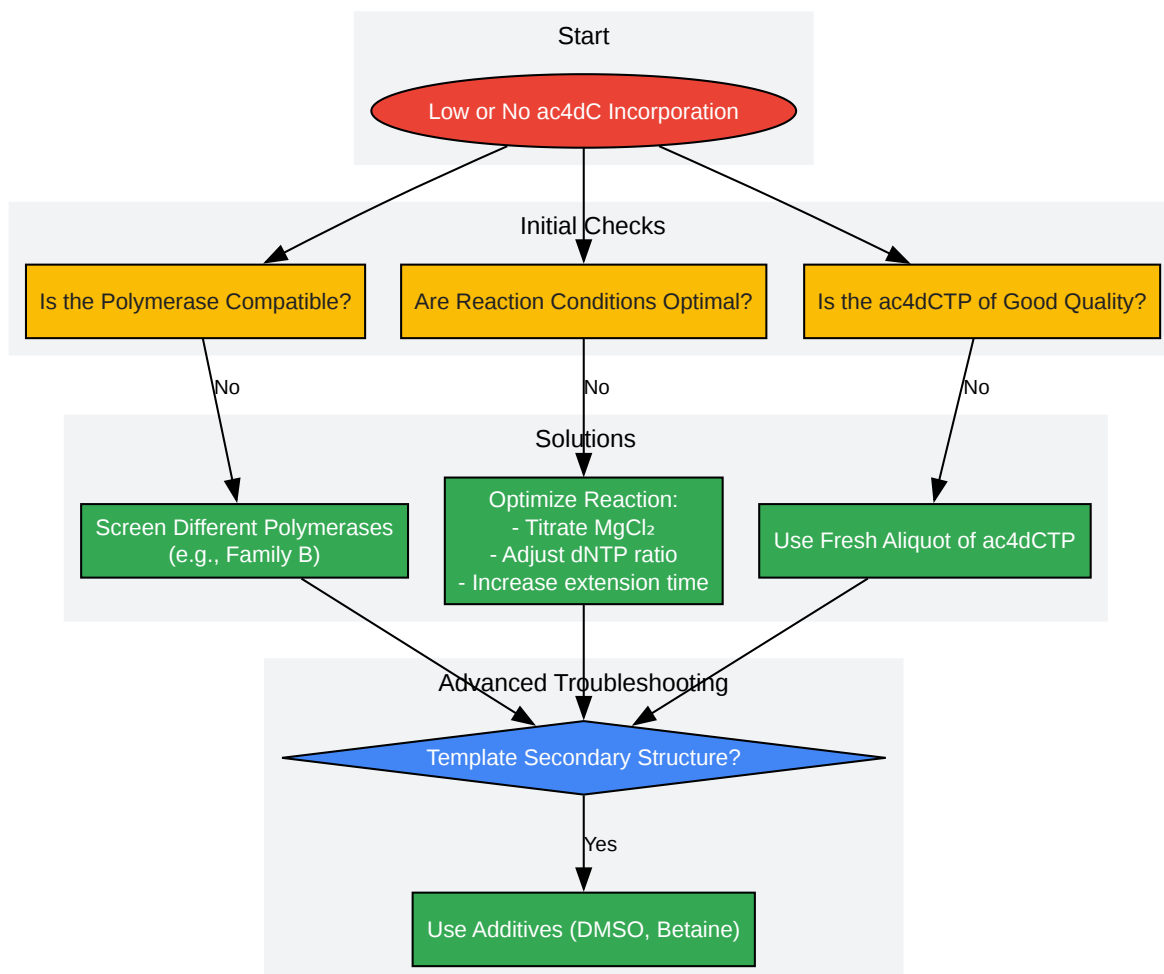 Start
Low or No ac4dC Incorporation
Initial Checks
Is the Polymerase Compatible?
Are Reaction Conditions Optimal?
Is the ac4dCTP of Good Quality?
No
No
No
Solutions
Screen Different Polymerases
(e.g., Family B)
Optimize Reaction:
- Titrate MgCl₂
- Adjust dNTP ratio
- Increase extension time
Use Fresh Aliquot of ac4dCTP
Advanced Troubleshooting
Template Secondary Structure?
Yes
Use Additives (DMSO, Betaine)